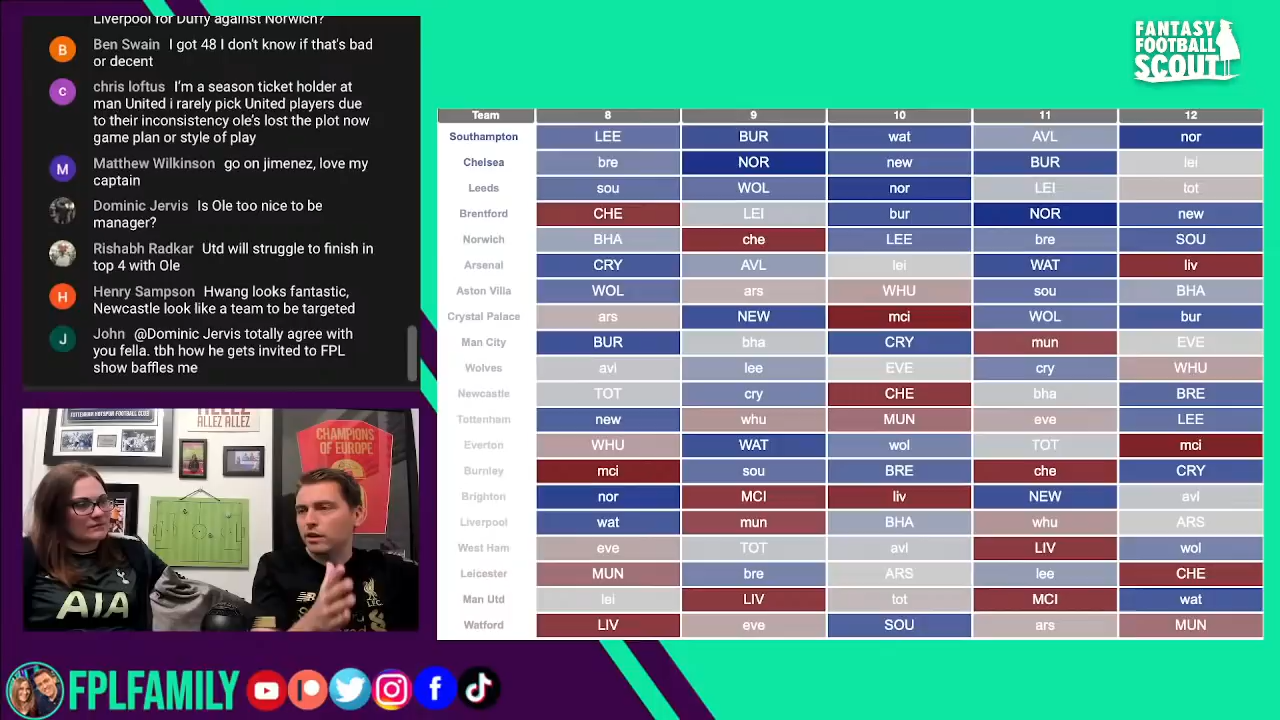 Liverpool for Duffy against Norwich?
B Ben Swain I got 48 I don't know if that's bad
or decent
c chris loftus I'm a season ticket holder at
man United i rarely pick United players due
to their inconsistency ole's lost the plot now
game plan or style of play
M Matthew Wilkinson go on jimenez, love my
captain
Dominic Jervis Is Ole too nice to be
manager?
Rishabh Radkar Utd will struggle to finish in
top 4 with Ole
H Henry Sampson Hwang looks fantastic,
Newcastle look like a team to be targeted
J John @Dominic Jervis totally agree with
you fella. tbh how he gets invited to FPL
show baffles me
FANTASY
FOOTBALL
SCOUT
Team 8 9 10 11 12
Southampton LEE BUR wat AVL nor
Chelsea bre NOR new BUR lei
Leeds sou WOL nor LEI tot
Brentford CHE LEI bur NOR new
Norwich BHA che LEE bre SOU
Arsenal CRY AVL lei WAT liv
Aston Villa WOL ars WHU sou BHA
Crystal Palace ars NEW mci WOL bur
Man City BUR bha CRY mun EVE
Wolves avl lee EVE cry WHU
Newcastle TOT cry CHE bha BRE
Tottenham new whu MUN eve LEE
Everton WHU WAT wol TOT mci
Burnley mci sou BRE che CRY
Brighton nor MCI liv NEW avl
Liverpool wat mun BHA whu ARS
West Ham eve TOT avl LIV wol
Leicester MUN bre ARS lee CHE
Man Utd lei LIV tot MCI wat
Watford LIV eve SOU ars MUN
TOTTENHAM HOTSPUR FOOTBALL CLUB
ALLEZ ALLEZ
CHAMPIONS
OF EUROPE
AIA
FPLFAMILY